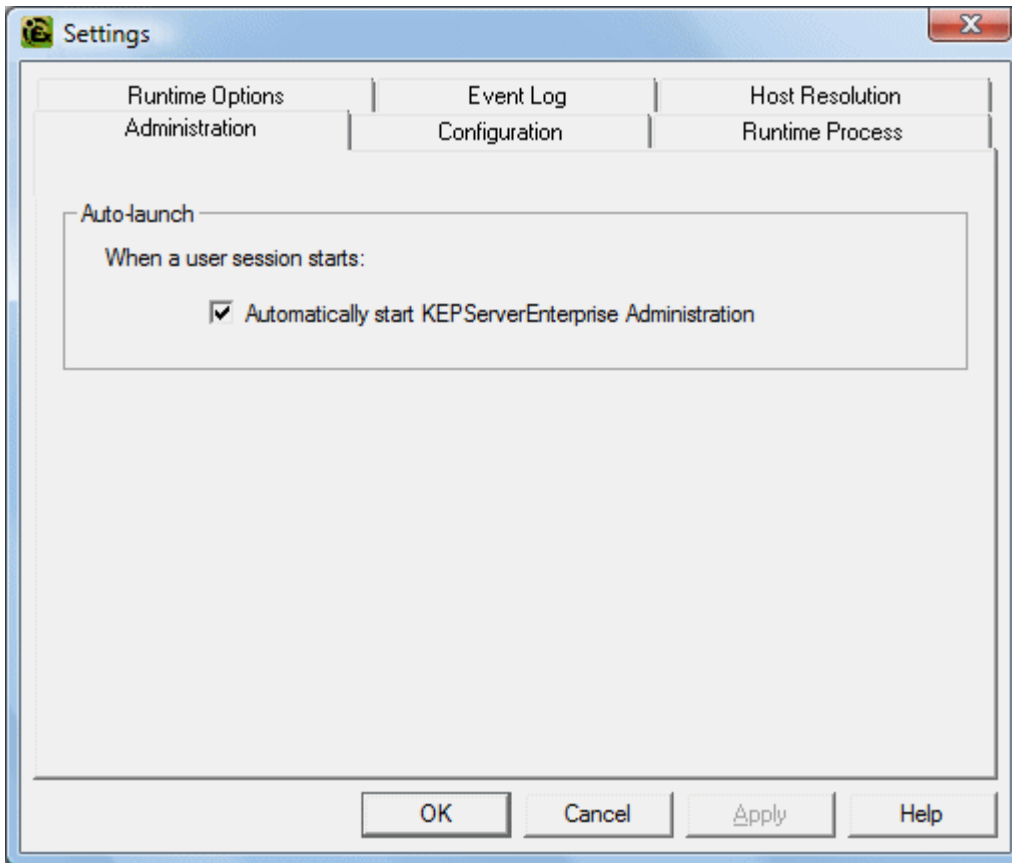 Settings
Runtime Options Event Log Host Resolution
Administration Configuration Runtime Process
Auto-launch
When a user session starts:
Automatically start KEPServerEnterprise Administration
OK Cancel Apply Help